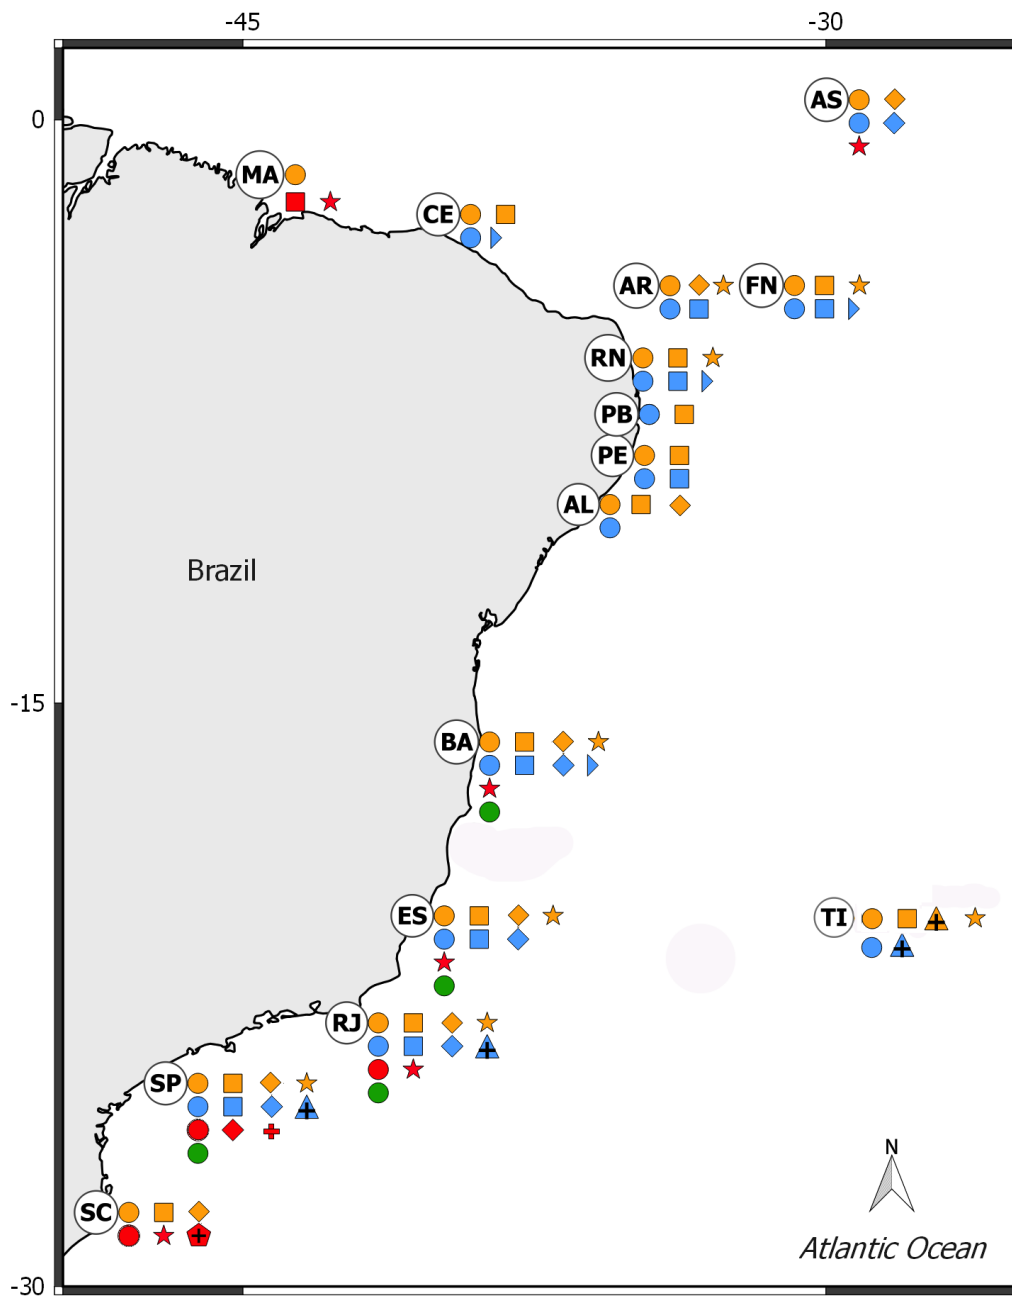 -45
-30
0
AS
MA
CE
AR
FN
RN
PB
PE
AL
Brazil
-15
BA
ES
TI
RJ
SP
N
SC
Atlantic Ocean
-30